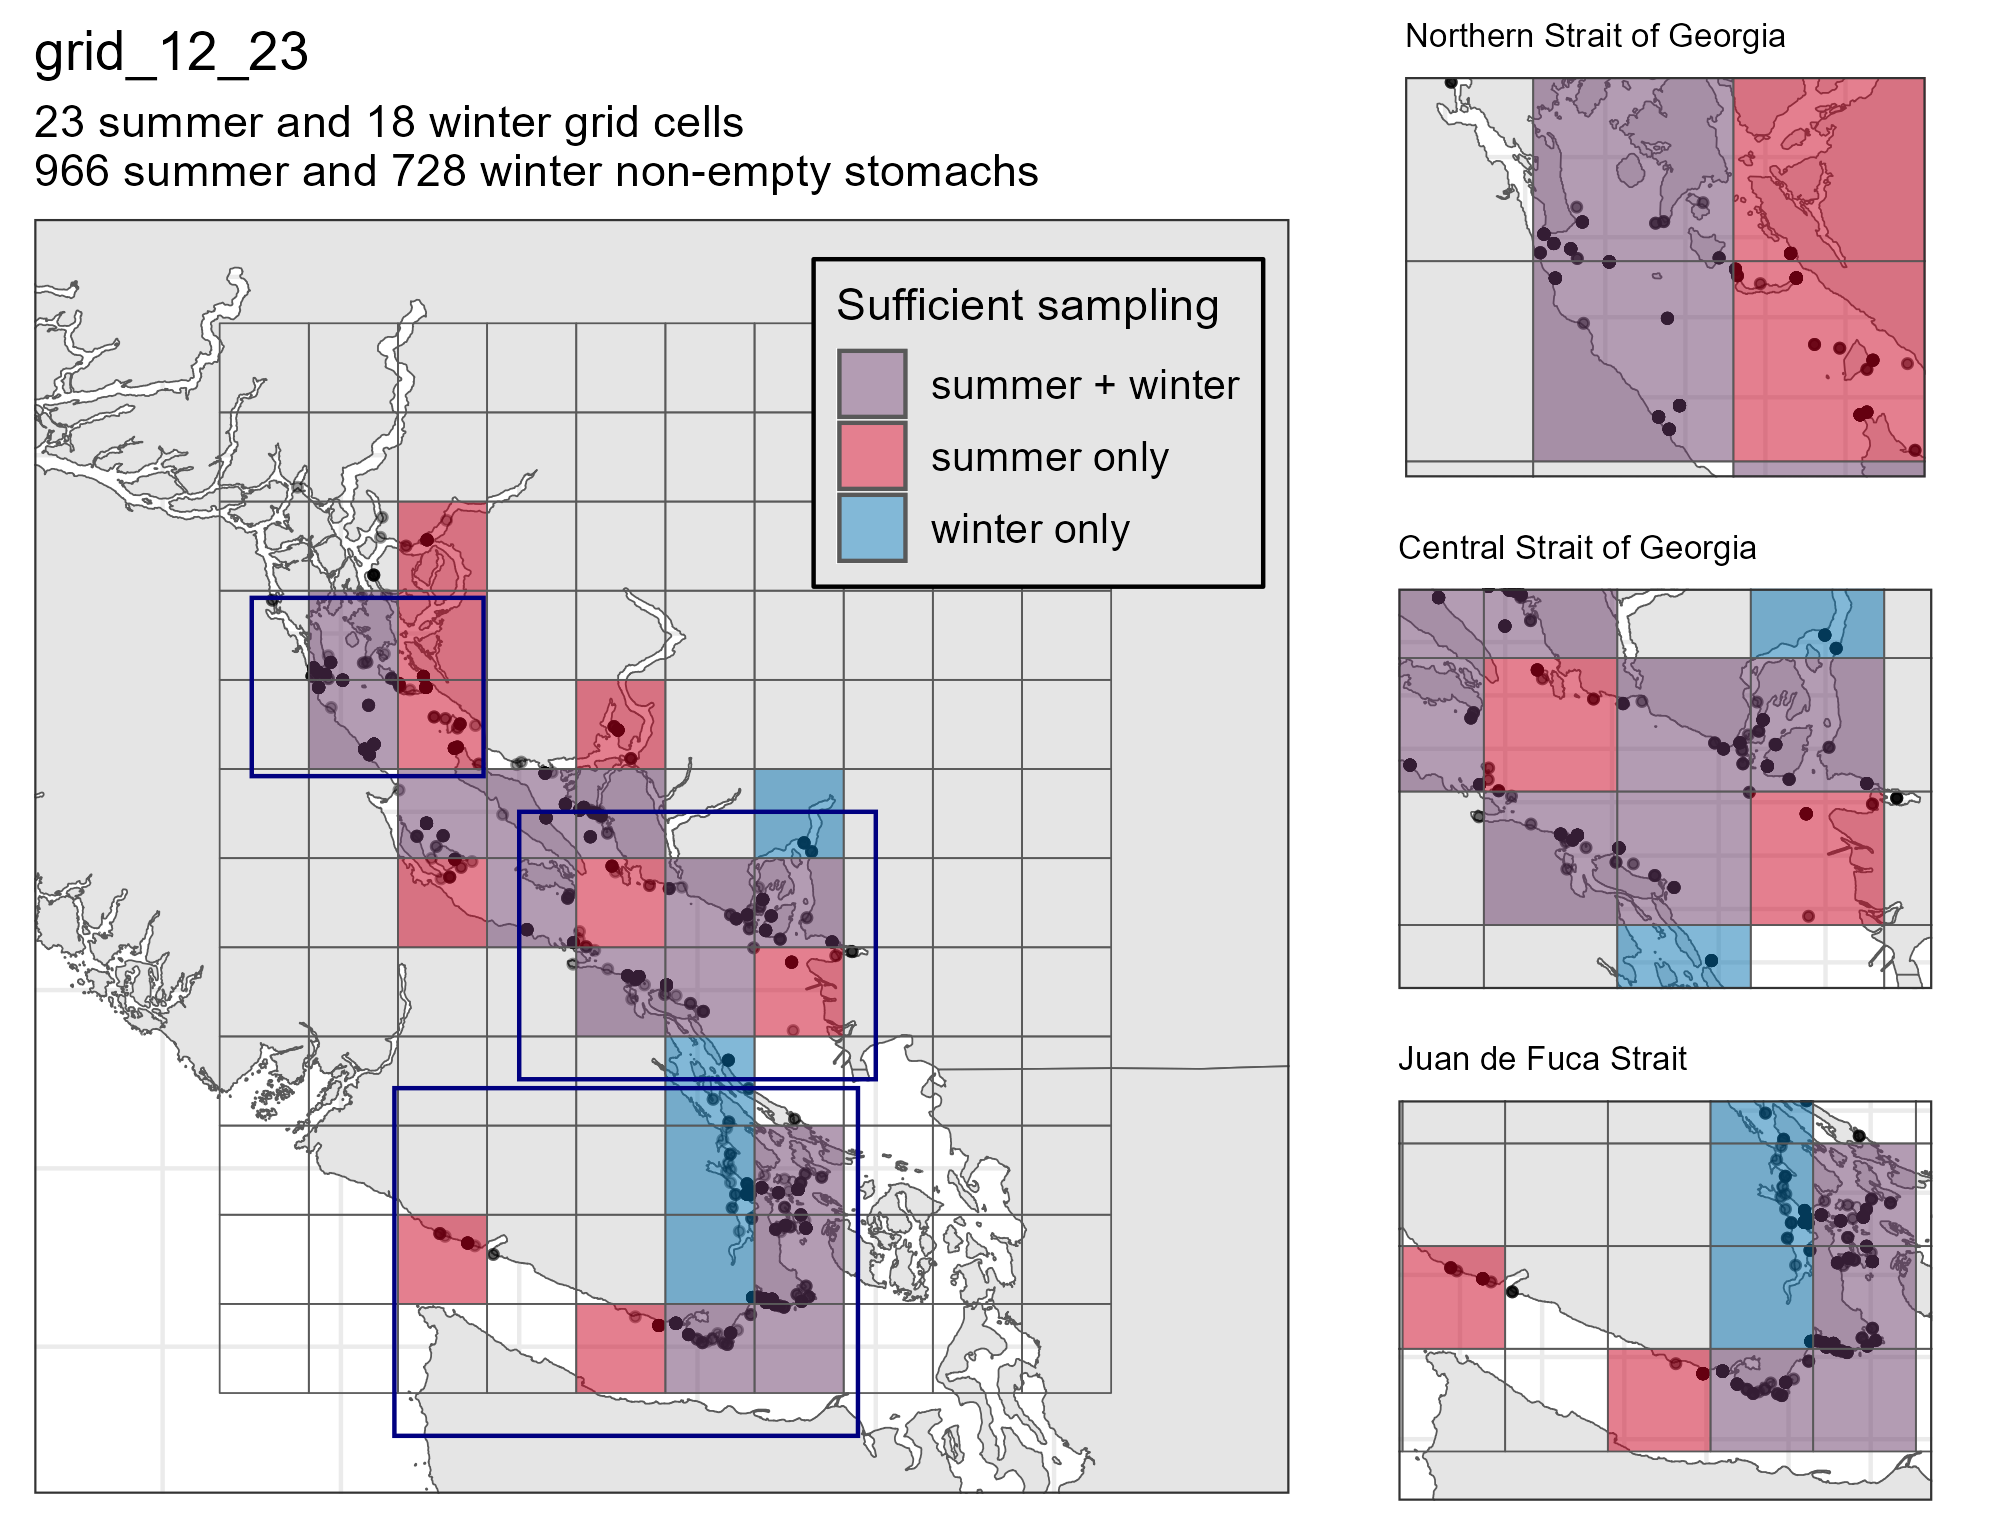 grid_12_23
23 summer and 18 winter grid cells
966 summer and 728 winter non-empty stomachs
Sufficient sampling
summer + winter
summer only
winter only
Northern Strait of Georgia
Central Strait of Georgia
Juan de Fuca Strait